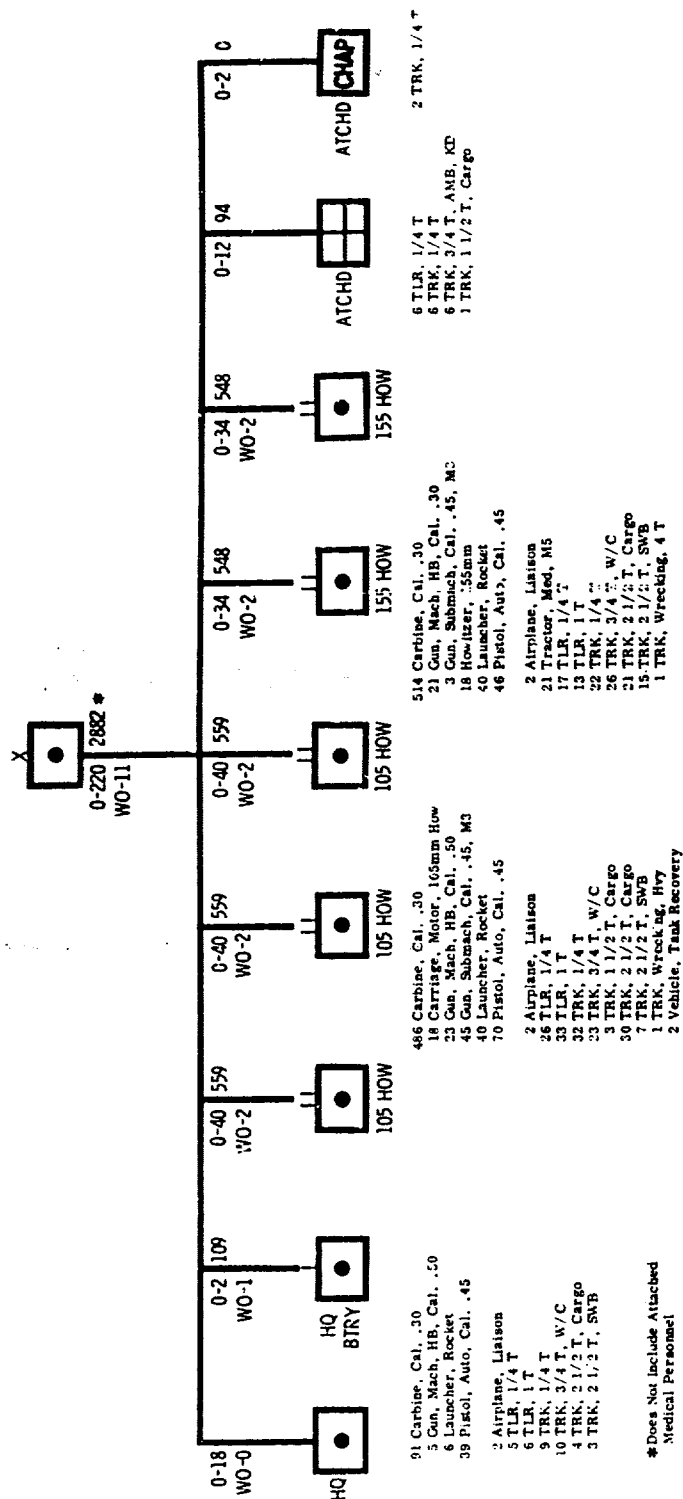 X
0-220 2882 *
WO-11
0-18
WO-0
HQ
0-2 109
WO-1
HQ
BTRY
0-40 559
WO-2
105 HOW
0-40 559
WO-2
105 HOW
0-40 559
WO-2
105 HOW
0-34 548
WO-2
155 HOW
0-34 548
WO-2
155 HOW
0-12 94
ATCHD
0-2 0
CHAP
ATCHD
91 Carbine, Cal. .30
5 Gun, Mach, HB, Cal. .50
6 Launcher, Rocket
39 Pistol, Auto, Cal. .45
2 Airplane, Liaison
5 TLR, 1/4 T
6 TLR, 1 T
9 TRK, 1/4 T
10 TRK, 3/4 T, W/C
4 TRK, 2 1/2 T, Cargo
3 TRK, 2 1/2 T, SWB
*Does Not Include Attached
Medical Personnel
486 Carbine, Cal. .30
18 Carriage, Motor, 105mm How
23 Gun, Mach, HB, Cal. .50
45 Gun, Submach, Cal. .45, M3
40 Launcher, Rocket
70 Pistol, Auto, Cal. .45
2 Airplane, Liaison
26 TLR, 1/4 T
33 TLR, 1 T
32 TRK, 1/4 T
23 TRK, 3/4 T, W/C
3 TRK, 1 1/2 T, Cargo
30 TRK, 2 1/2 T, Cargo
7 TRK, 2 1/2 T, SWB
1 TRK, Wrecking, Hvy
2 Vehicle, Tank Recovery
514 Carbine, Cal. .30
21 Gun, Mach, HB, Cal. .30
3 Gun, Submach, Cal. .45, M3
18 Howitzer, 155mm
40 Launcher, Rocket
46 Pistol, Auto, Cal. .45
2 Airplane, Liaison
21 Tractor, Med, M5
17 TLR, 1/4 T
13 TLR, 1 T
22 TRK, 1/4 T
26 TRK, 3/4 T, W/C
21 TRK, 2 1/2 T, Cargo
15 TRK, 2 1/2 T, SWB
1 TRK, Wrecking, 4 T
6 TLR, 1/4 T
6 TRK, 1/4 T
6 TRK, 3/4 T, AMB, KD
1 TRK, 1 1/2 T, Cargo
2 TRK, 1/4 T